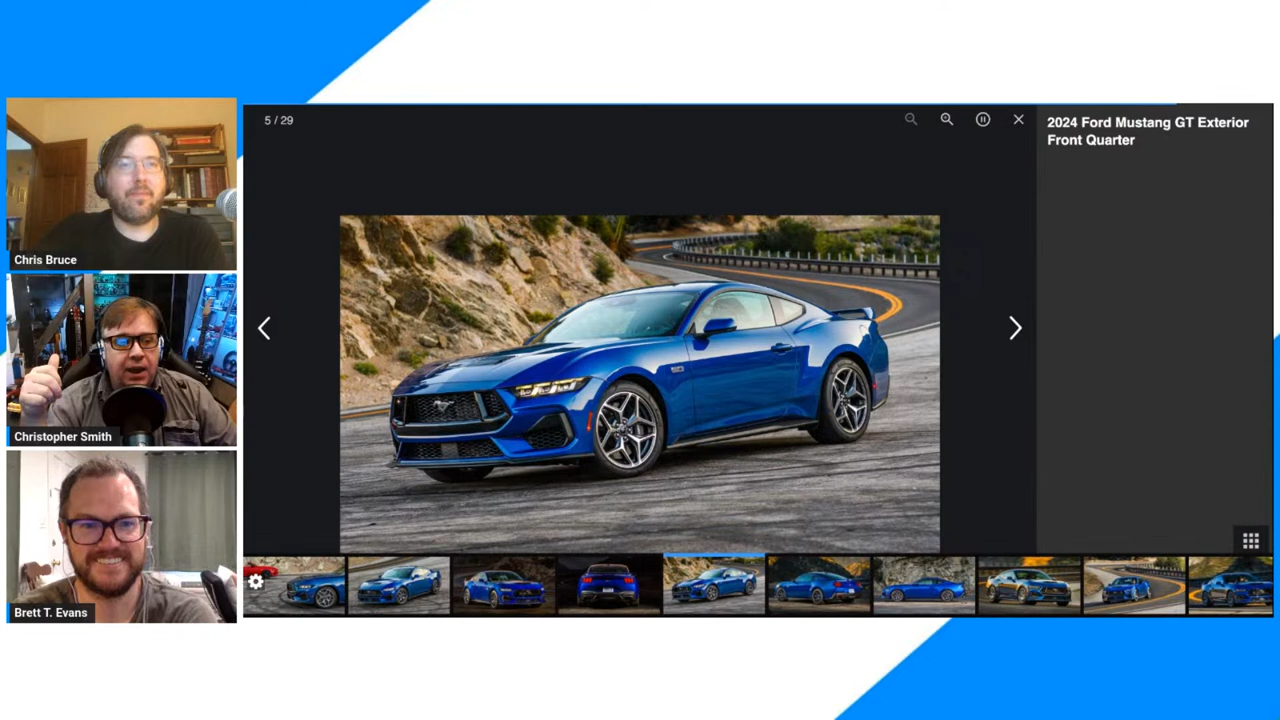 Chris Bruce
Christopher Smith
Brett T. Evans
5 / 29
2024 Ford Mustang GT Exterior
Front Quarter